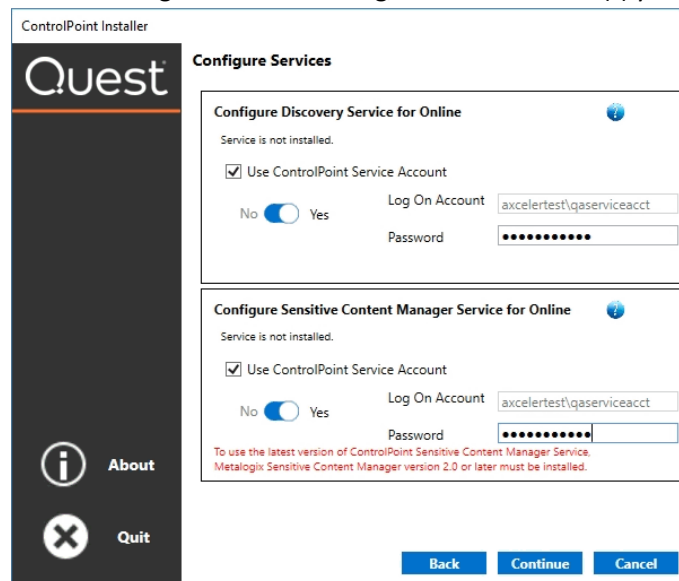 ControlPoint Installer
Quest
Configure Services
Configure Discovery Service for Online
Service is not installed.
Use ControlPoint Service Account
No Yes
Log On Account axcelertest\qaserviceacct
Password ●●●●●●●●●●●
Configure Sensitive Content Manager Service for Online
Service is not installed.
Use ControlPoint Service Account
No Yes
Log On Account axcelertest\qaserviceacct
Password ●●●●●●●●●●●
To use the latest version of ControlPoint Sensitive Content Manager Service,
Metalogix Sensitive Content Manager version 2.0 or later must be installed.
About
Quit
Back Continue Cancel